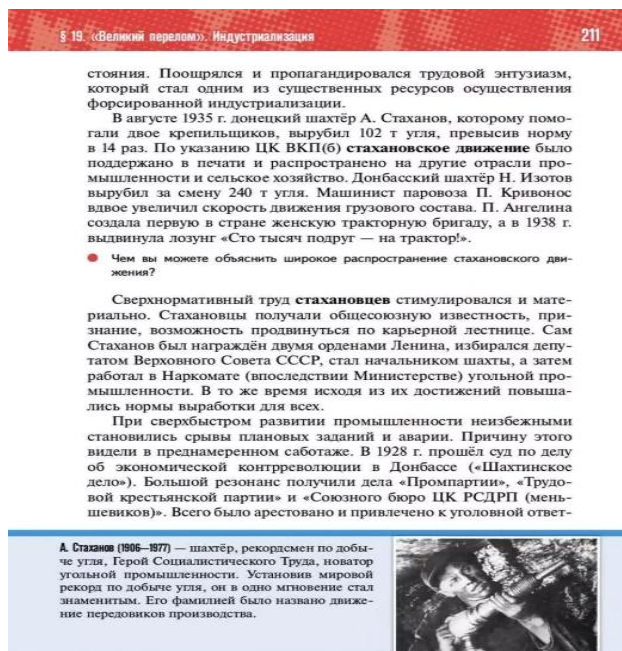 § 19. «Великий перелом». Индустриализация 211
стояния. Поощрялся и пропагандировался трудовой энтузиазм,
который стал одним из существенных ресурсов осуществления
форсированной индустриализации.
В августе 1935 г. донецкий шахтёр А. Стаханов, которому помо-
гали двое крепильщиков, вырубил 102 т угля, превысив норму
в 14 раз. По указанию ЦК ВКП(б) стахановское движение было
поддержано в печати и распространено на другие отрасли про-
мышленности и сельское хозяйство. Донбасский шахтёр Н. Изотов
вырубил за смену 240 т угля. Машинист паровоза П. Кривонос
вдвое увеличил скорость движения грузового состава. П. Ангелина
создала первую в стране женскую тракторную бригаду, а в 1938 г.
выдвинула лозунг «Сто тысяч подруг — на трактор!».
Чем вы можете объяснить широкое распространение стахановского дви-
жения?
Сверхнормативный труд стахановцев стимулировался и мате-
риально. Стахановцы получали общесоюзную известность, при-
знание, возможность продвинуться по карьерной лестнице. Сам
Стаханов был награждён двумя орденами Ленина, избирался депу-
татом Верховного Совета СССР, стал начальником шахты, а затем
работал в Наркомате (впоследствии Министерстве) угольной про-
мышленности. В то же время исходя из их достижений повыша-
лись нормы выработки для всех.
При сверхбыстром развитии промышленности неизбежными
становились срывы плановых заданий и аварии. Причину этого
видели в преднамеренном саботаже. В 1928 г. прошёл суд по делу
об экономической контрреволюции в Донбассе («Шахтинское
дело»). Большой резонанс получили дела «Промпартии», «Трудо-
вой крестьянской партии» и «Союзного бюро ЦК РСДРП (мень-
шевиков)». Всего было арестовано и привлечено к уголовной ответ-
А. Стаханов (1906—1977) — шахтёр, рекордсмен по добы-
че угля, Герой Социалистического Труда, новатор
угольной промышленности. Установив мировой
рекорд по добыче угля, он в одно мгновение стал
знаменитым. Его фамилией было названо движе-
ние передовиков производства.